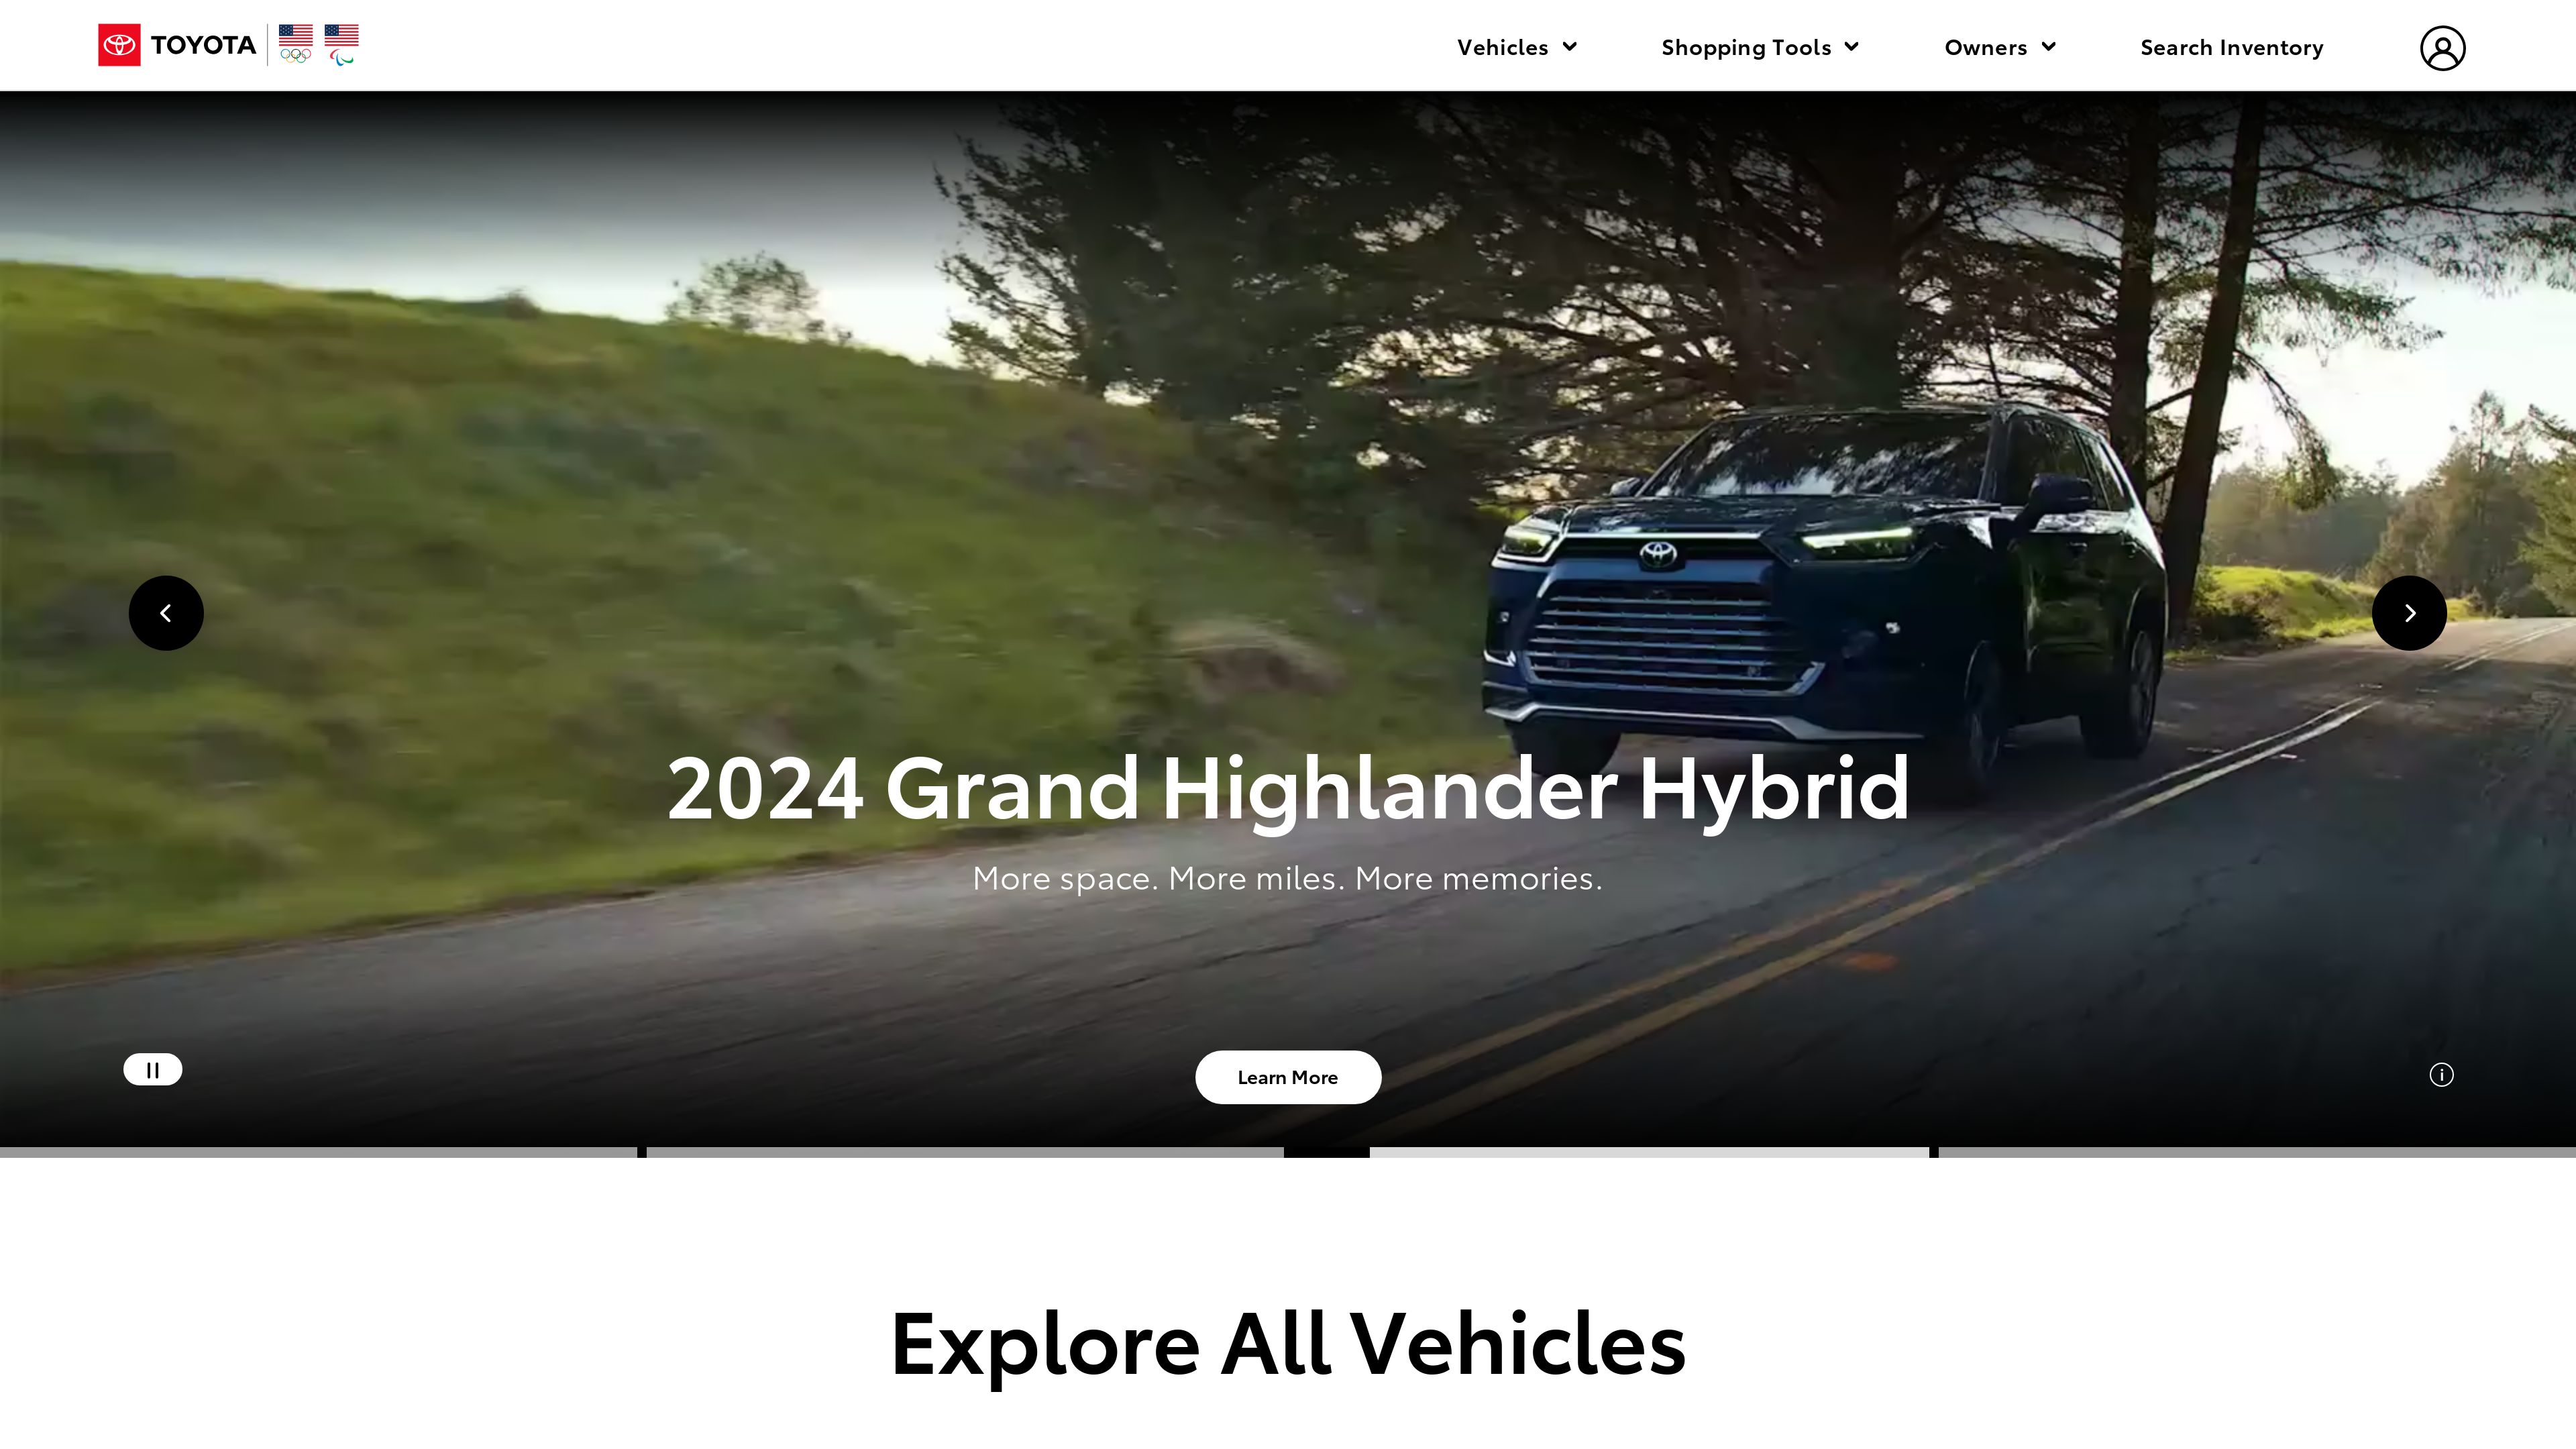 TOYOTA
Vehicles
Shopping Tools
Owners
Search Inventory
2024 Grand Highlander Hybrid
More space. More miles. More memories.
Learn More
Explore All Vehicles